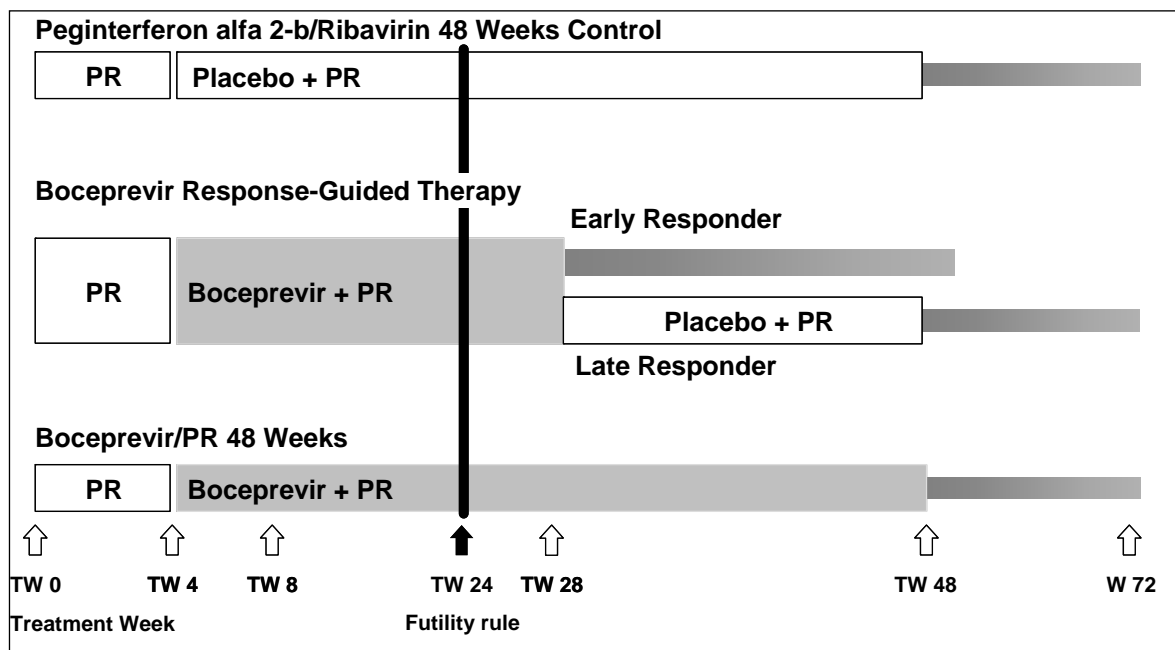 Peginterferon alfa 2-b/Ribavirin 48 Weeks Control
PR Placebo + PR
Boceprevir Response-Guided Therapy
Early Responder
PR Boceprevir + PR
Placebo + PR
Late Responder
Boceprevir/PR 48 Weeks
PR Boceprevir + PR
TW 0 TW 4 TW 8 TW 24 TW 28 TW 48 W 72
Treatment Week Futility rule